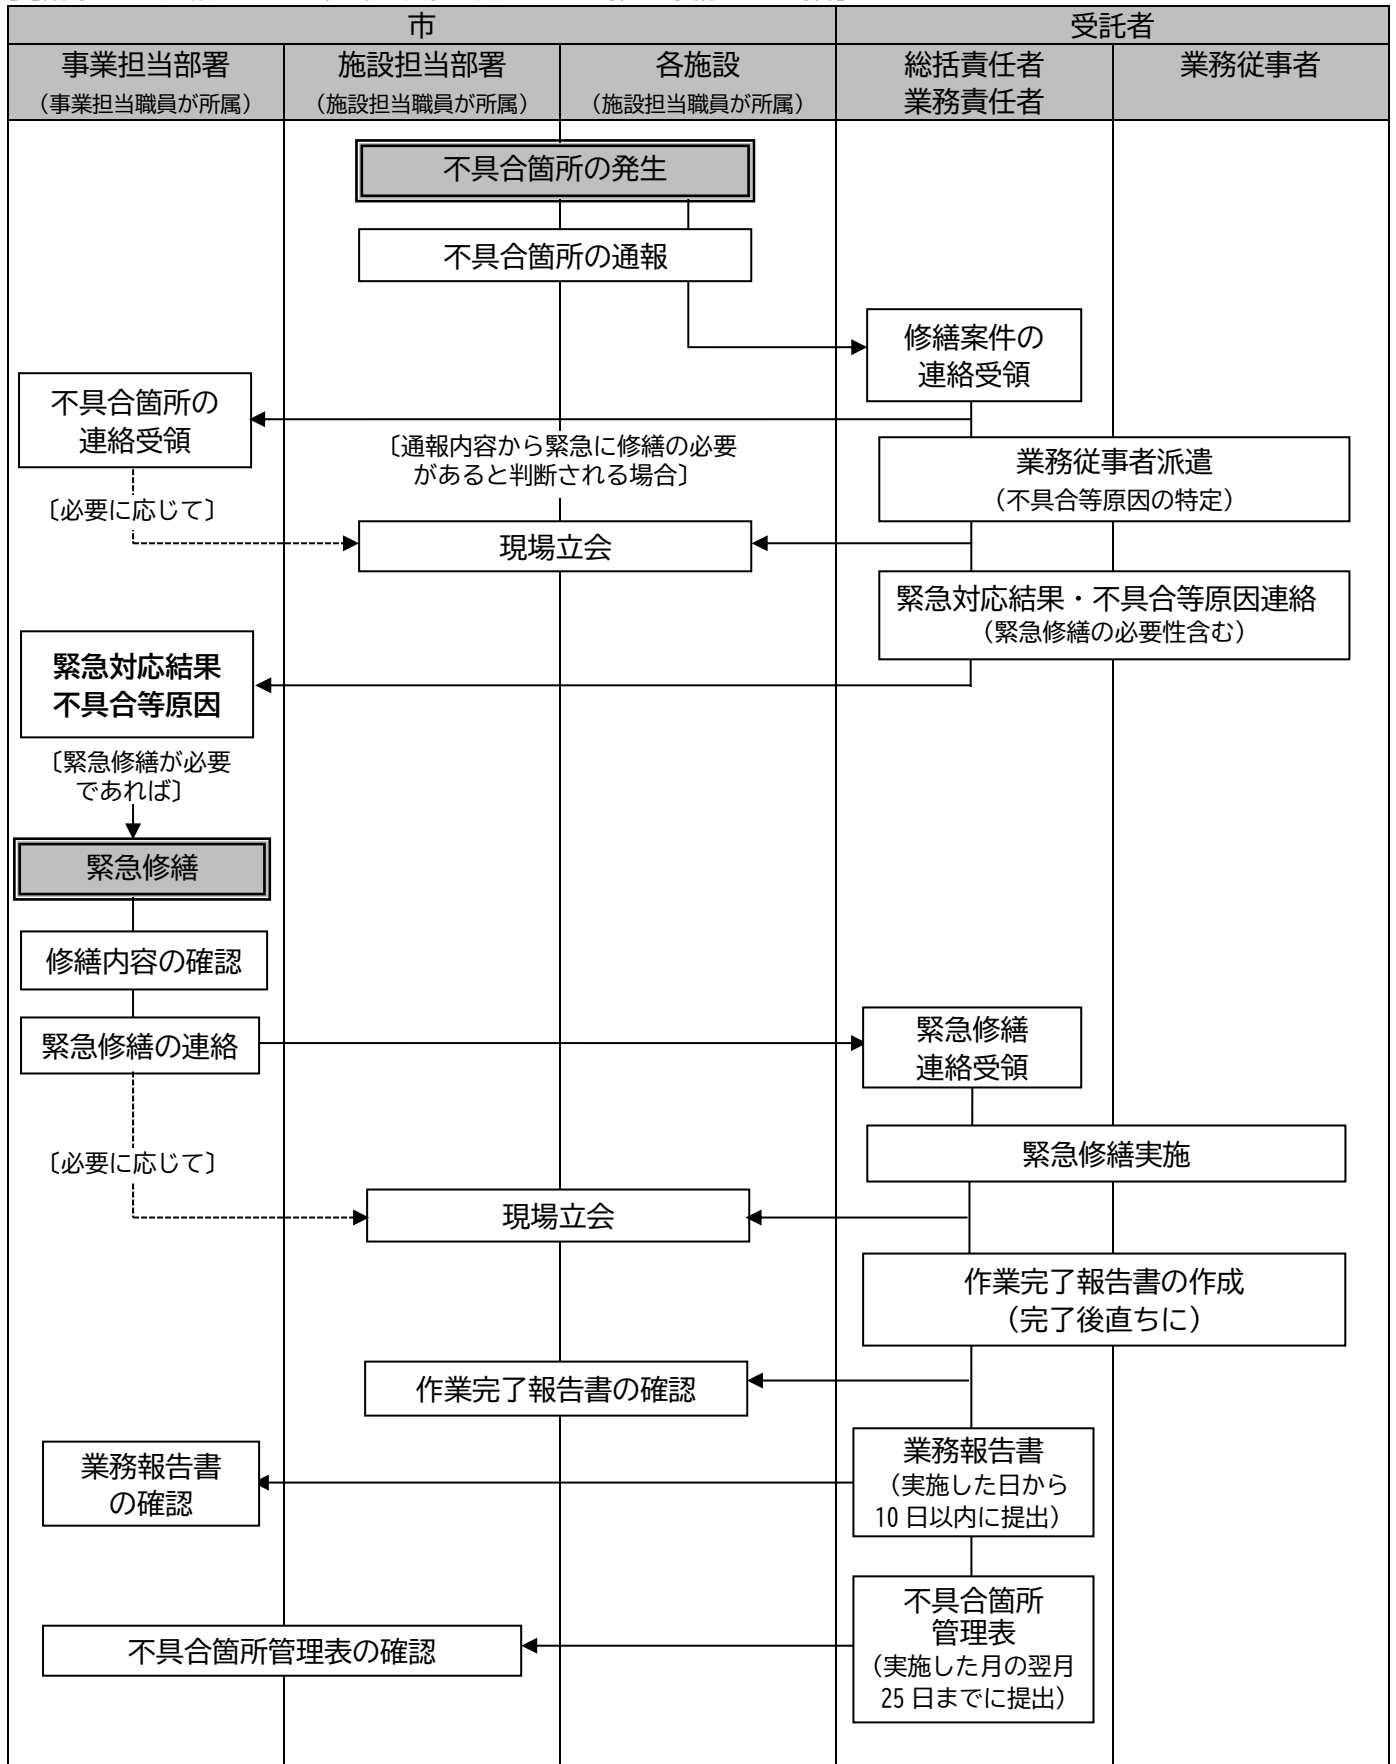 市
受託者
事業担当部署
（事業担当職員が所属）
施設担当部署
（施設担当職員が所属）
各施設
（施設担当職員が所属）
総括責任者
業務責任者
業務従事者
不具合箇所の発生
不具合箇所の通報
修繕案件の
連絡受領
不具合箇所の
連絡受領
〔通報内容から緊急に修繕の必要
があると判断される場合〕
業務従事者派遣
（不具合等原因の特定）
〔必要に応じて〕
現場立会
緊急対応結果・不具合等原因連絡
（緊急修繕の必要性含む）
緊急対応結果
不具合等原因
〔緊急修繕が必要
であれば〕
緊急修繕
修繕内容の確認
緊急修繕の連絡
緊急修繕
連絡受領
緊急修繕実施
〔必要に応じて〕
現場立会
作業完了報告書の作成
（完了後直ちに）
作業完了報告書の確認
業務報告書
（実施した日から
10日以内に提出）
業務報告書
の確認
不具合箇所
管理表
（実施した月の翌月
25日までに提出）
不具合箇所管理表の確認